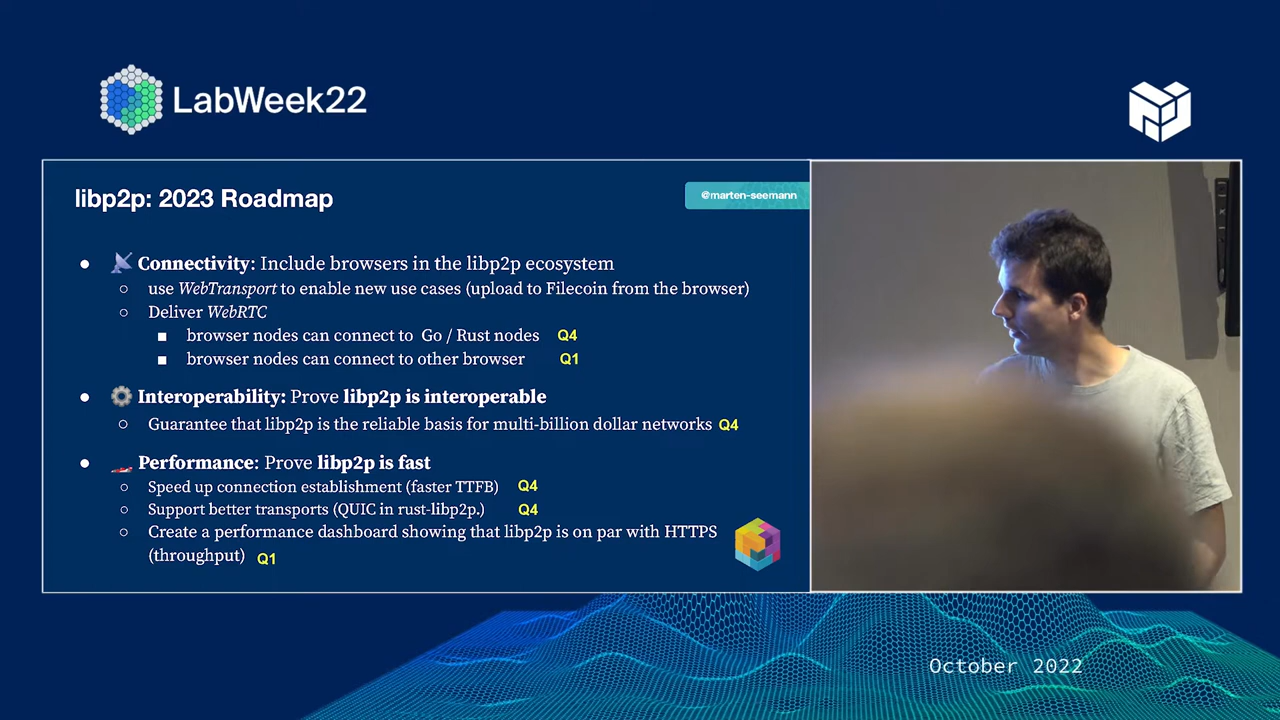 LabWeek22
libp2p: 2023 Roadmap
@marten-seemann
● Connectivity: Include browsers in the libp2p ecosystem
○ use WebTransport to enable new use cases (upload to Filecoin from the browser)
○ Deliver WebRTC
■ browser nodes can connect to Go / Rust nodes Q4
■ browser nodes can connect to other browser Q1
● Interoperability: Prove libp2p is interoperable
○ Guarantee that libp2p is the reliable basis for multi-billion dollar networks Q4
● Performance: Prove libp2p is fast
○ Speed up connection establishment (faster TTFB) Q4
○ Support better transports (QUIC in rust-libp2p.) Q4
○ Create a performance dashboard showing that libp2p is on par with HTTPS
(throughput) Q1
October 2022